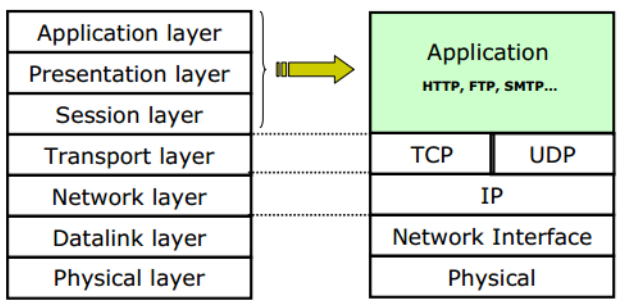 Application layer
Presentation layer
Session layer
Transport layer
Network layer
Datalink layer
Physical layer
Application
HTTP, FTP, SMTP...
TCP
UDP
IP
Network Interface
Physical